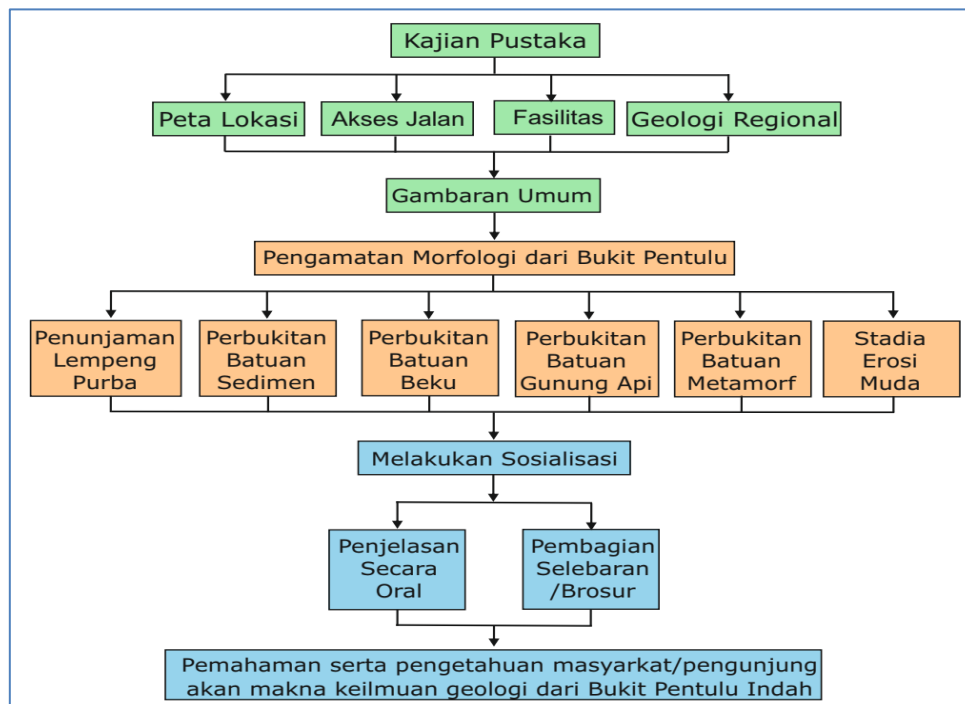 Kajian Pustaka
Peta Lokasi
Akses Jalan
Fasilitas
Geologi Regional
Gambaran Umum
Pengamatan Morfologi dari Bukit Pentulu
Penunjaman
Lempeng
Purba
Perbukitan
Batuan
Sedimen
Perbukitan
Batuan
Beku
Perbukitan
Batuan
Gunung Api
Perbukitan
Batuan
Metamorf
Stadia
Erosi
Muda
Melakukan Sosialisasi
Penjelasan
Secara
Oral
Pembagian
Selebaran
/Brosur
Pemahaman serta pengetahuan masyarkat/pengunjung
akan makna keilmuan geologi dari Bukit Pentulu Indah